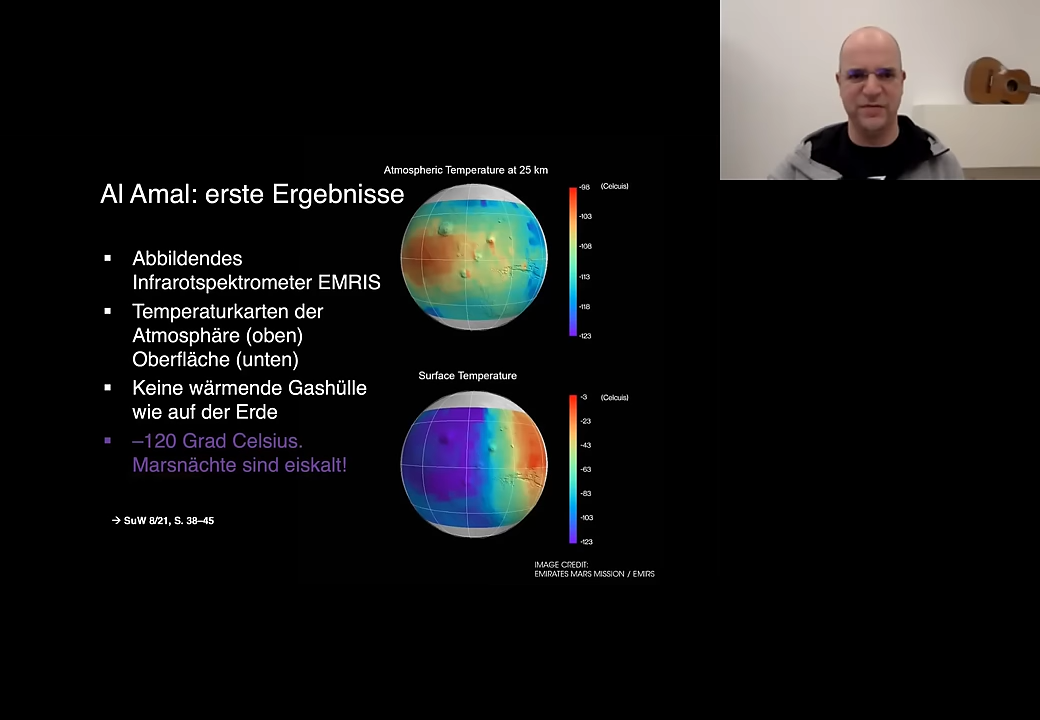 Al Amal: erste Ergebnisse
▪ Abbildendes
Infrarotspektrometer EMRIS
▪ Temperaturkarten der
Atmosphäre (oben)
Oberfläche (unten)
▪ Keine wärmende Gashülle
wie auf der Erde
▪ –120 Grad Celsius.
Marsnächte sind eiskalt!
→ SuW 8/21, S. 38–45
Atmospheric Temperature at 25 km
-98 (Celcuis)
-103
-108
-113
-118
-123
Surface Temperature
-3 (Celcuis)
-23
-43
-63
-83
-103
-123
IMAGE CREDIT:
EMIRATES MARS MISSION / EMIRS